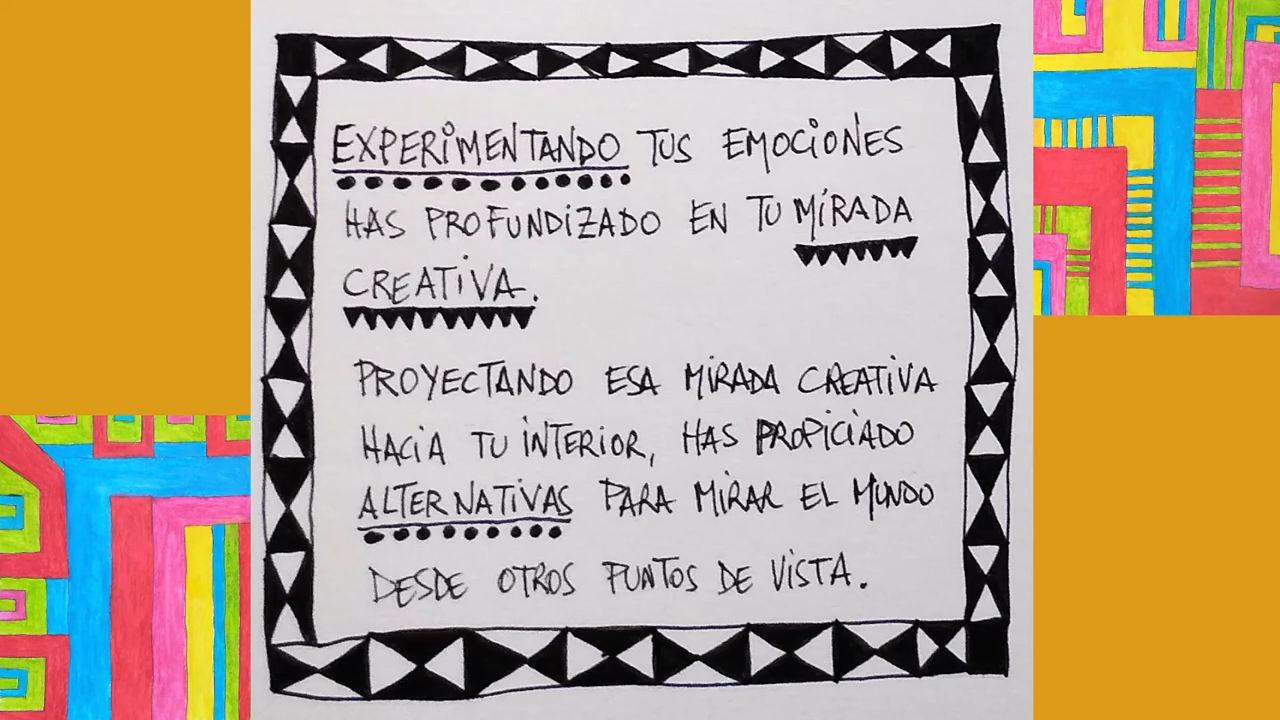 EXPERIMENTANDO TUS EMOCIONES
HAS PROFUNDIZADO EN TU MIRADA
CREATIVA.
PROYECTANDO ESA MIRADA CREATIVA
HACIA TU INTERIOR, HAS PROPICIADO
ALTERNATIVAS PARA MIRAR EL MUNDO
DESDE OTROS PUNTOS DE VISTA.